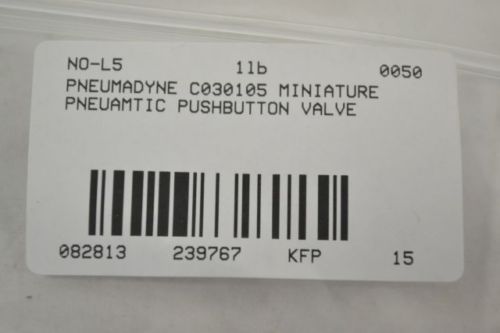 NO-L5 1lb 0050
PNEUMADYNE C030105 MINIATURE
PNEUAMTIC PUSHBUTTON VALVE
082813 239767 KFP 15